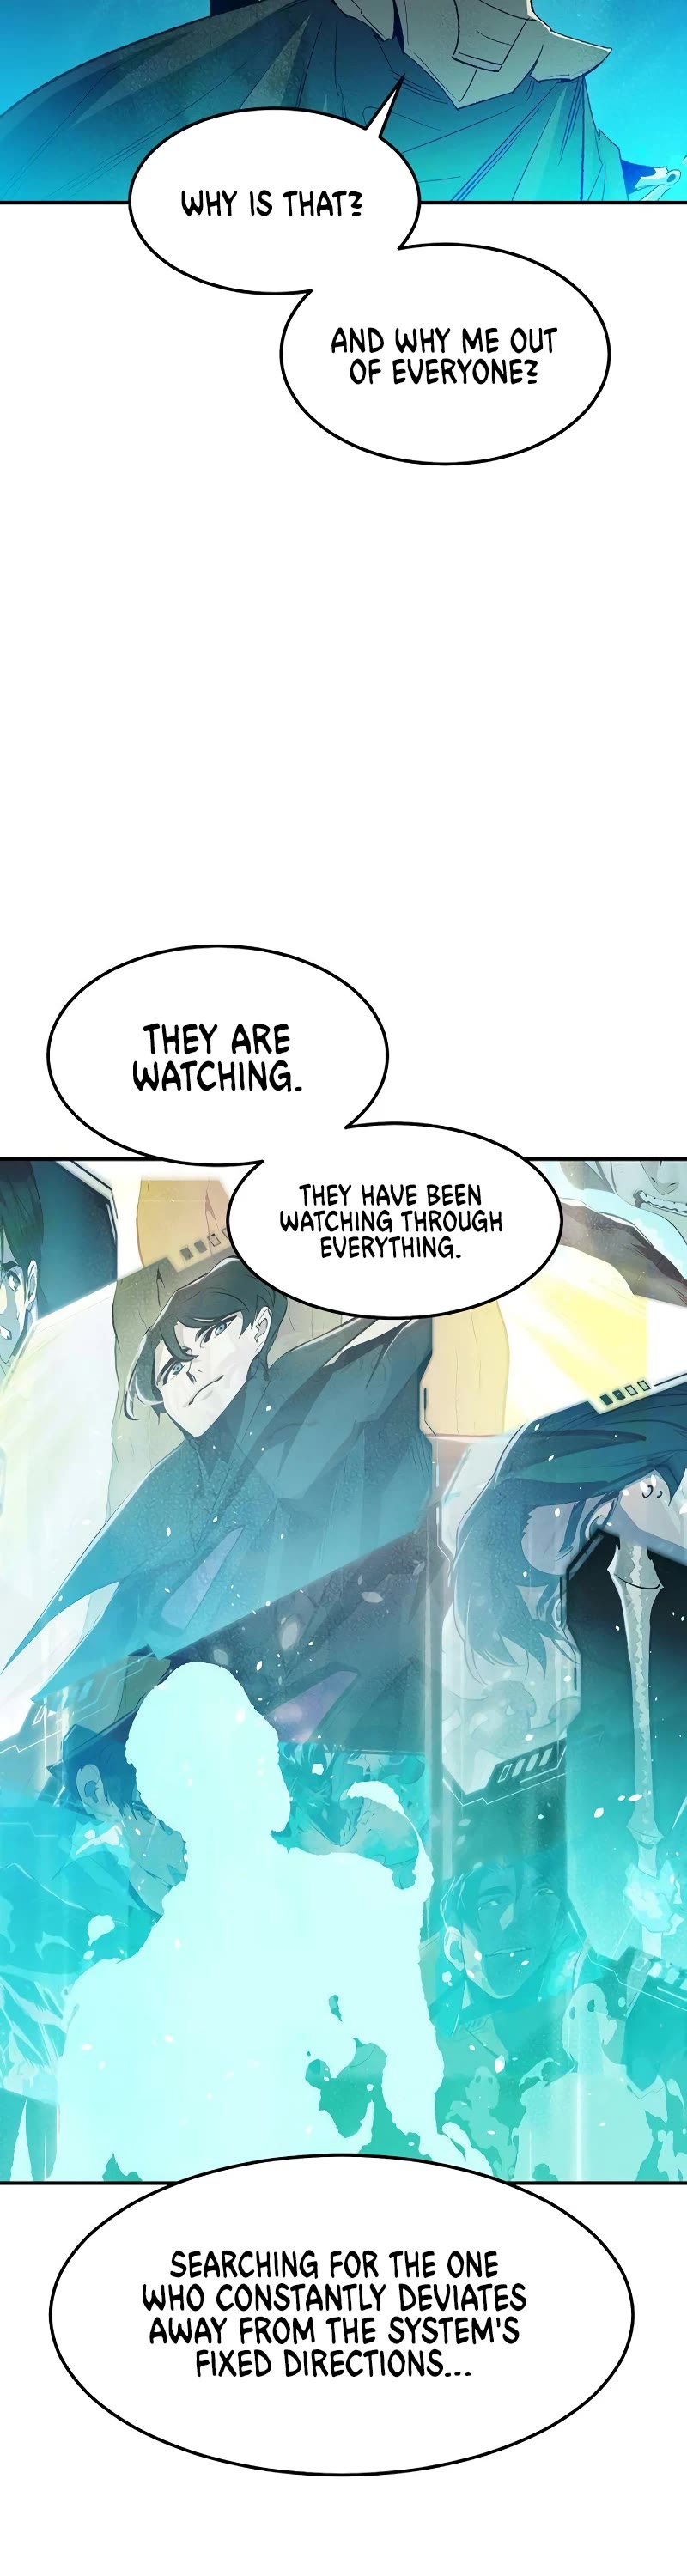 WHY IS THAT?
AND WHY ME OUT
OF EVERYONE?
THEY ARE
WATCHING.
THEY HAVE BEEN
WATCHING THROUGH
EVERYTHING.
SEARCHING FOR THE ONE
WHO CONSTANTLY DEVIATES
AWAY FROM THE SYSTEM'S
FIXED DIRECTIONS...